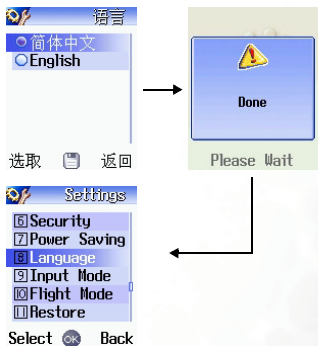 语言
简体中文
English
选取 返回
Done
Please Wait
Settings
6 Security
7 Power Saving
8 Language
9 Input Mode
10 Flight Mode
11 Restore
Select OK Back